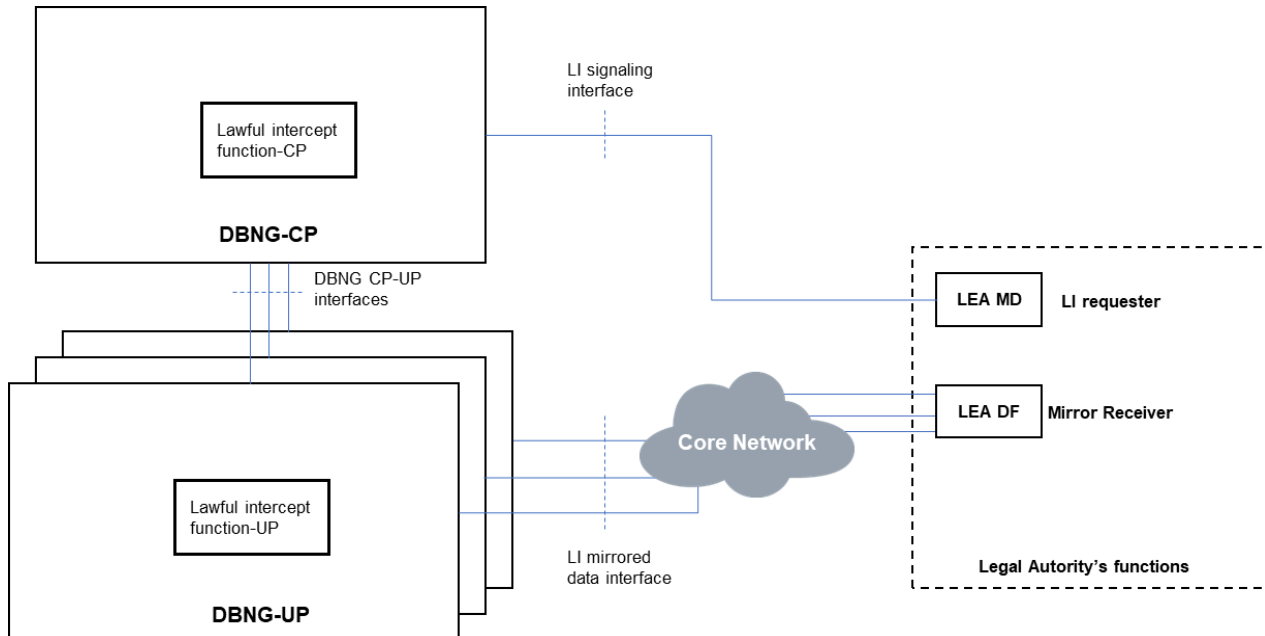 LI signaling
interface
Lawful intercept
function-CP
DBNG-CP
DBNG CP-UP
interfaces
LEA MD
LI requester
LEA DF
Mirror Receiver
Core Network
Lawful intercept
function-UP
LI mirrored
data interface
Legal Autority's functions
DBNG-UP